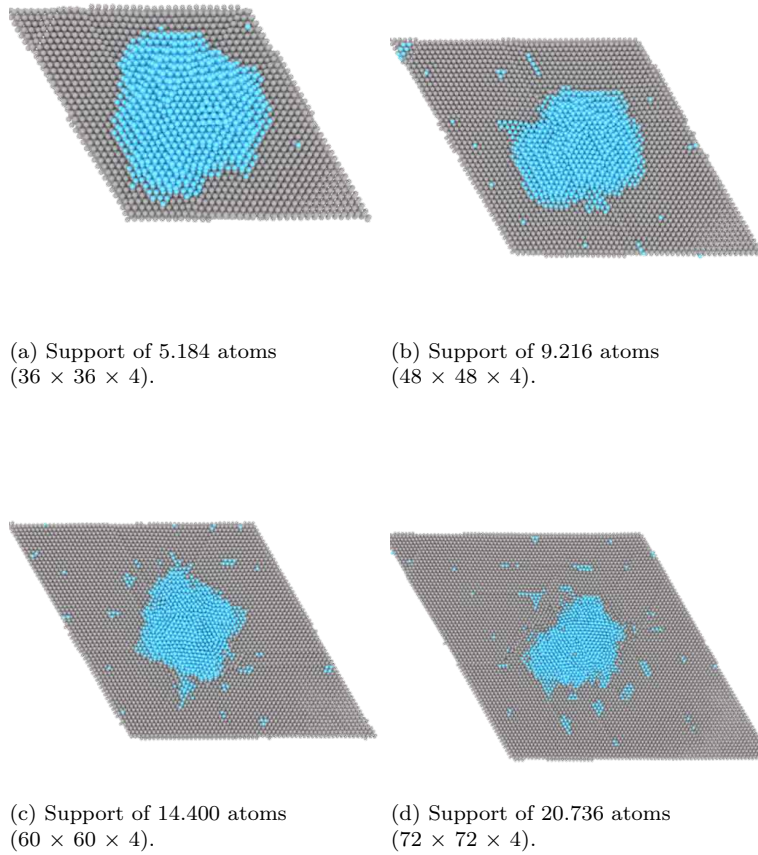 (a) Support of 5.184 atoms
(36 × 36 × 4).
(b) Support of 9.216 atoms
(48 × 48 × 4).
(c) Support of 14.400 atoms
(60 × 60 × 4).
(d) Support of 20.736 atoms
(72 × 72 × 4).